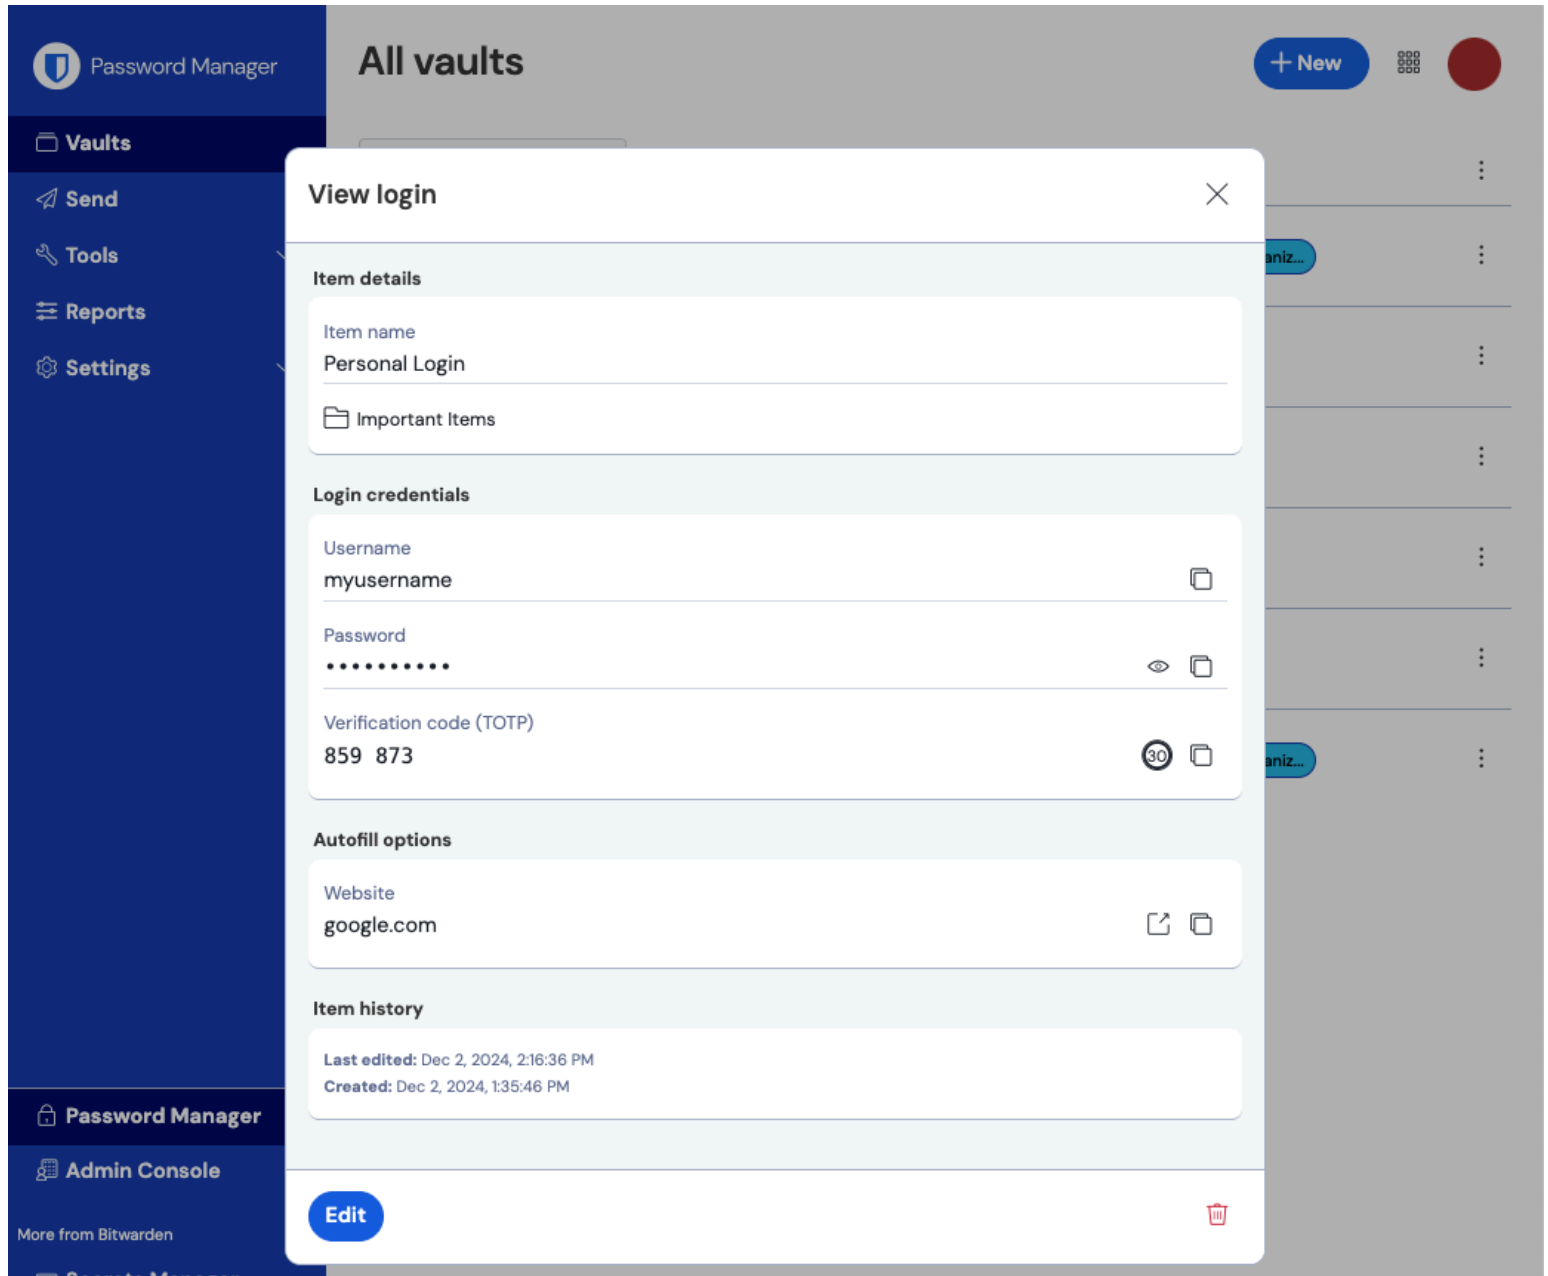 Password Manager
All vaults
New
Vaults
Send
Tools
Reports
Settings
View login
Item details
Item name
Personal Login
Important Items
Login credentials
Username
myusername
Password
••••••••••
Verification code (TOTP)
859 873
30
Autofill options
Website
google.com
Item history
Last edited: Dec 2, 2024, 2:16:36 PM
Created: Dec 2, 2024, 1:35:46 PM
Edit
aniz...
aniz...
Password Manager
Admin Console
More from Bitwarden